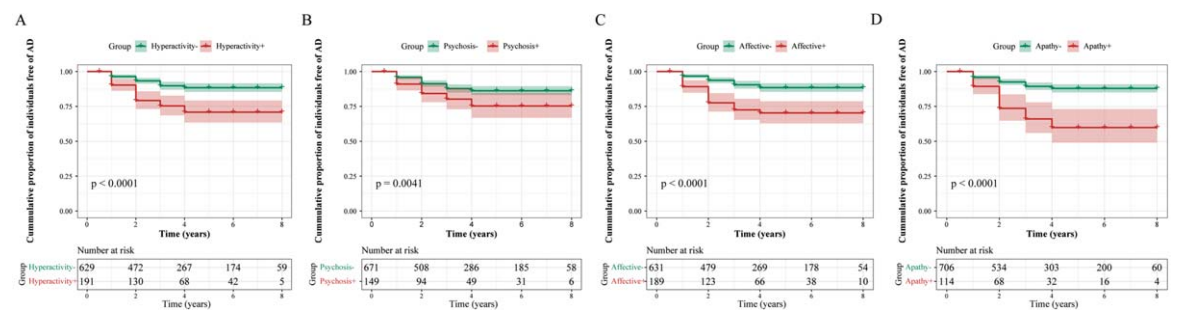 A
Group Hyperactivity- Hyperactivity+
Cummulative proportion of individuals free of AD
1.00
0.75
0.50
0.25
0.00
p < 0.0001
0 2 4 6 8
Time (years)
Number at risk
Group
Hyperactivity- 629 472 267 174 59
Hyperactivity+ 191 130 68 42 5
0 2 4 6 8
Time (years)
B
Group Psychosis- Psychosis+
Cummulative proportion of individuals free of AD
1.00
0.75
0.50
0.25
0.00
p = 0.0041
0 2 4 6 8
Time (years)
Number at risk
Group
Psychosis- 671 508 286 185 58
Psychosis+ 149 94 49 31 6
0 2 4 6 8
Time (years)
C
Group Affective- Affective+
Cummulative proportion of individuals free of AD
1.00
0.75
0.50
0.25
0.00
p < 0.0001
0 2 4 6 8
Time (years)
Number at risk
Group
Affective- 631 479 269 178 54
Affective+ 189 123 66 38 10
0 2 4 6 8
Time (years)
D
Group Apathy- Apathy+
Cummulative proportion of individuals free of AD
1.00
0.75
0.50
0.25
0.00
p < 0.0001
0 2 4 6 8
Time (years)
Number at risk
Group
Apathy- 706 534 303 200 60
Apathy+ 114 68 32 16 4
0 2 4 6 8
Time (years)